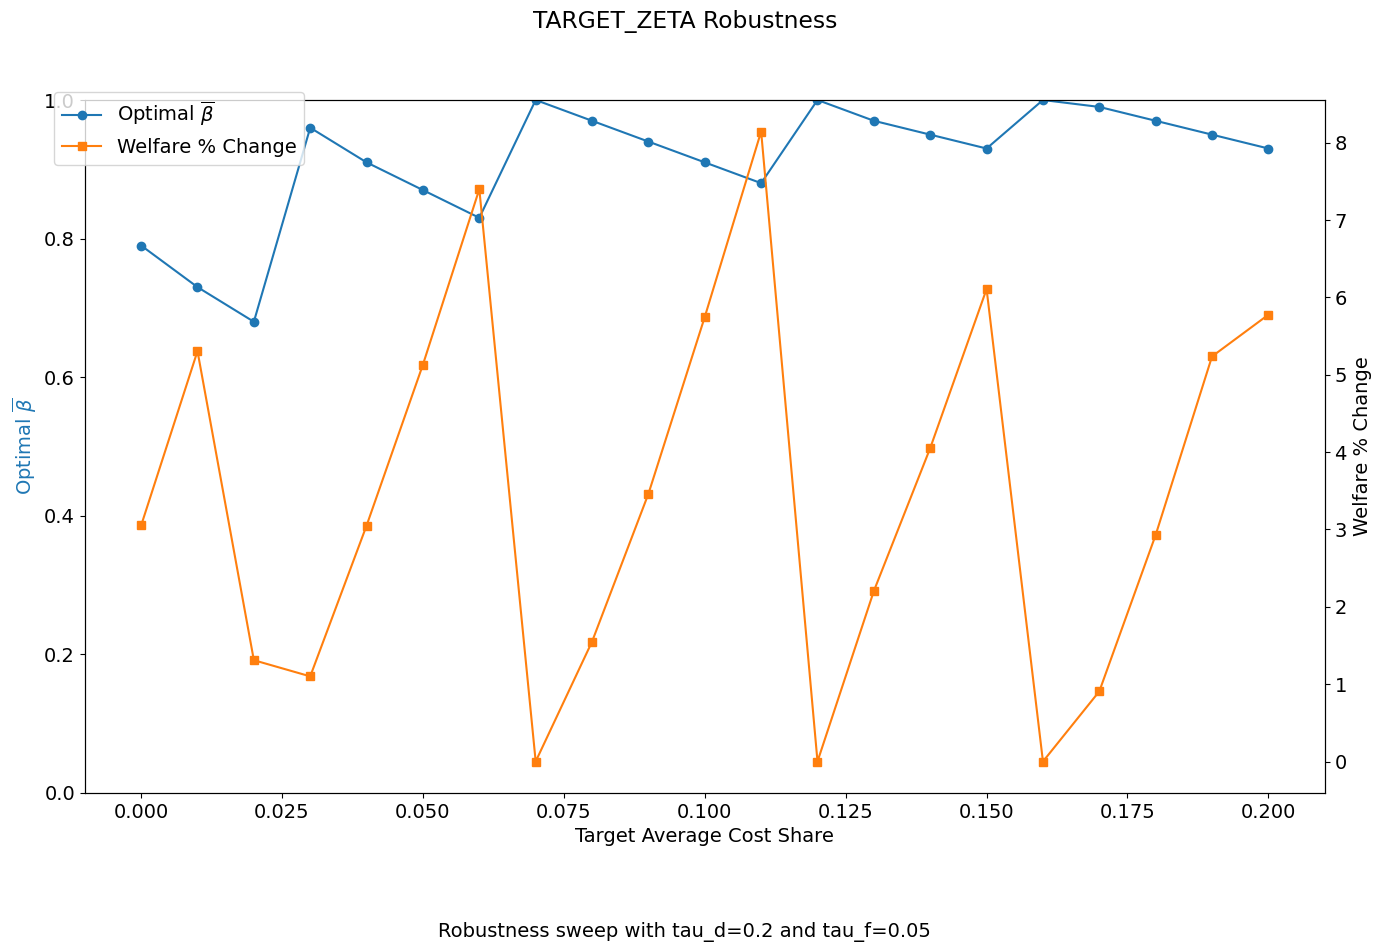 TARGET_ZETA Robustness
Optimal β̅
Welfare % Change
1.0
0.8
0.6
0.4
0.2
0.0
Optimal β̅
8
7
6
5
4
3
2
1
0
Welfare % Change
0.000 0.025 0.050 0.075 0.100 0.125 0.150 0.175 0.200
Target Average Cost Share
Robustness sweep with tau_d=0.2 and tau_f=0.05